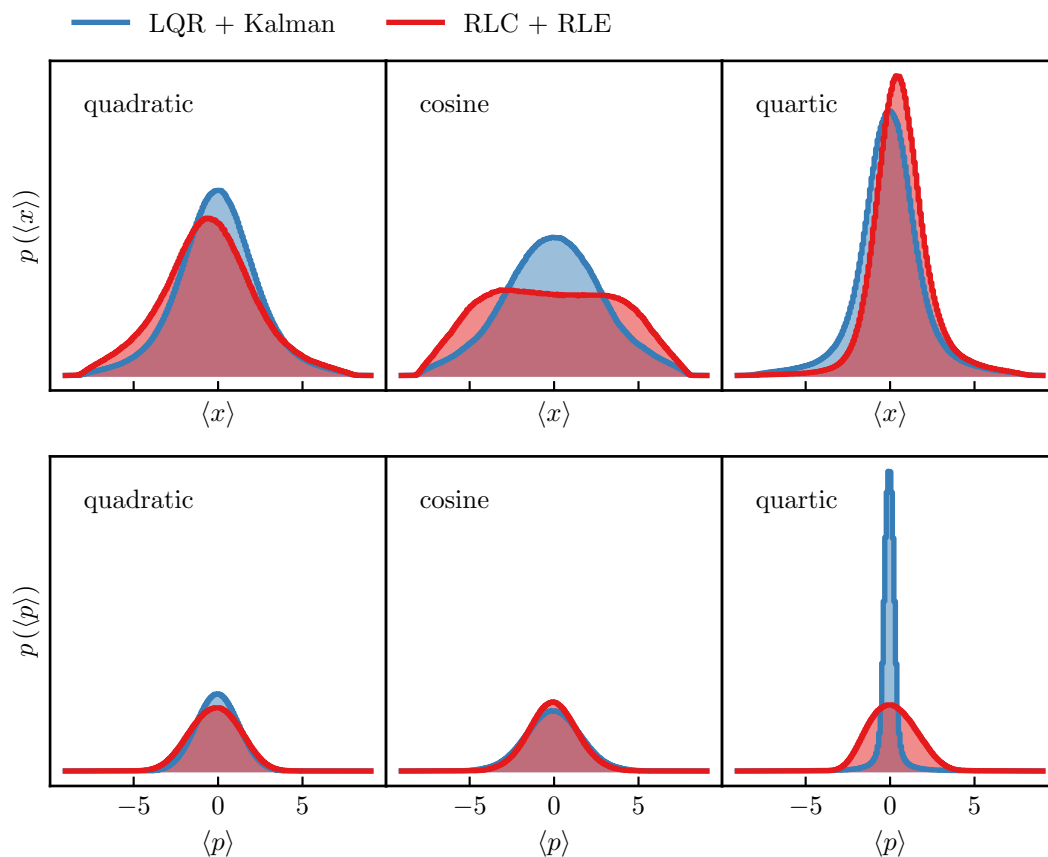 LQR + Kalman RLC + RLE
quadratic cosine quartic
p(⟨x⟩)
⟨x⟩ ⟨x⟩ ⟨x⟩
quadratic cosine quartic
p(⟨p⟩)
−5 0 5 −5 0 5 −5 0 5
⟨p⟩ ⟨p⟩ ⟨p⟩